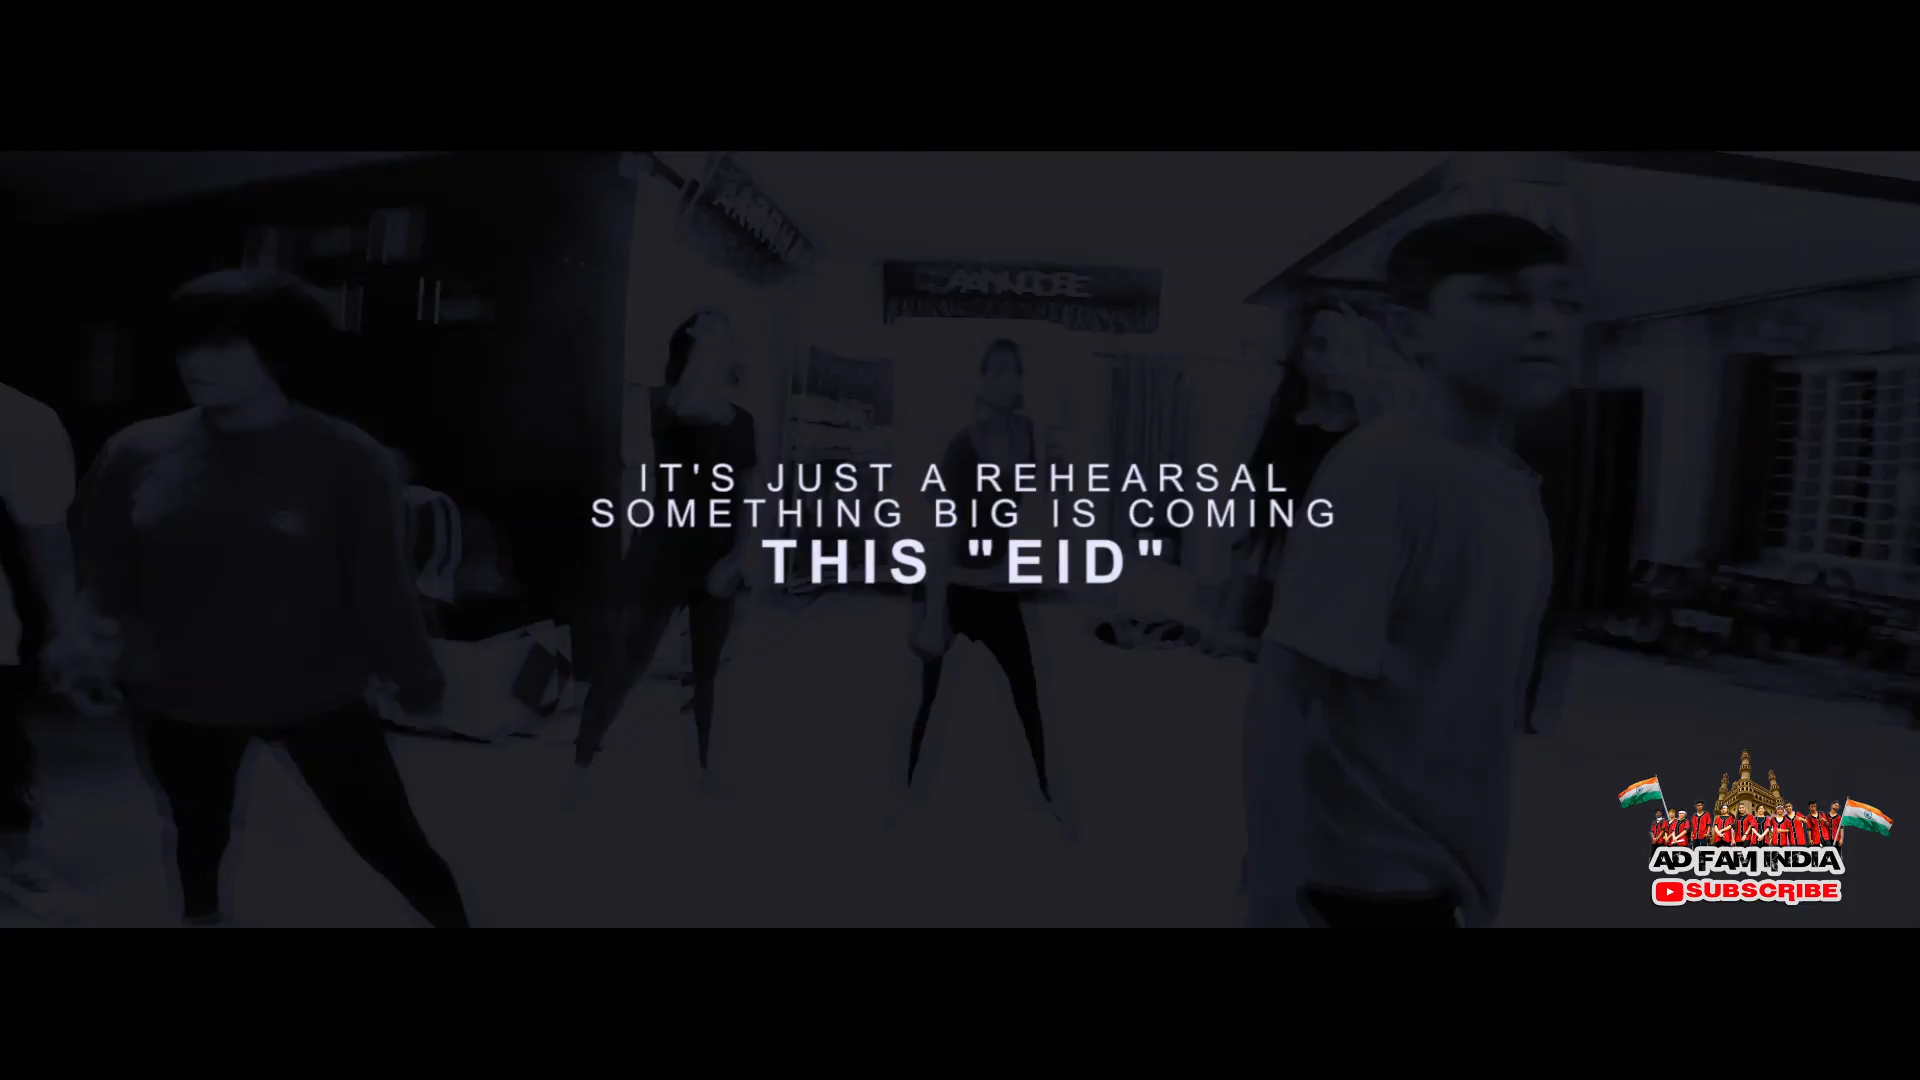 IT'S JUST A REHEARSAL
SOMETHING BIG IS COMING
THIS "EID"
AD FAM INDIA
SUBSCRIBE